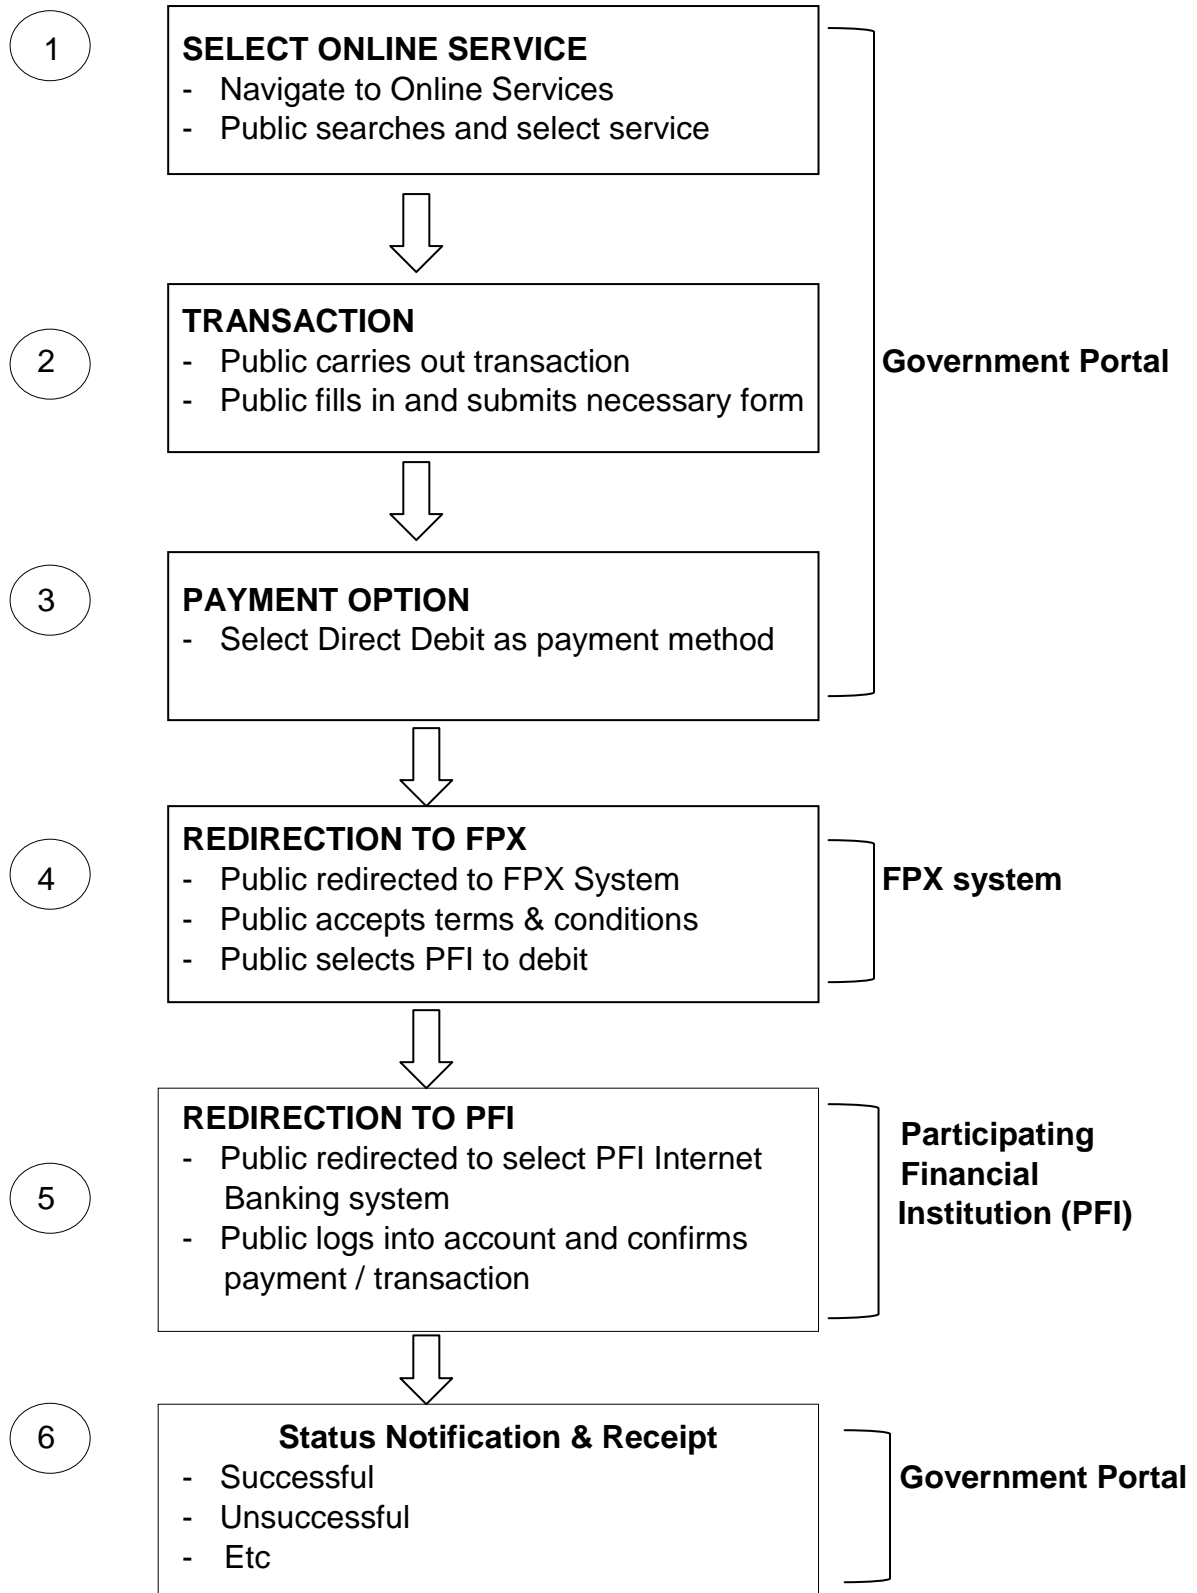 1
SELECT ONLINE SERVICE
- Navigate to Online Services
- Public searches and select service
2
TRANSACTION
- Public carries out transaction
- Public fills in and submits necessary form
Government Portal
3
PAYMENT OPTION
- Select Direct Debit as payment method
4
REDIRECTION TO FPX
- Public redirected to FPX System
- Public accepts terms & conditions
- Public selects PFI to debit
FPX system
5
REDIRECTION TO PFI
- Public redirected to select PFI Internet
Banking system
- Public logs into account and confirms
payment / transaction
Participating
Financial
Institution (PFI)
6
Status Notification & Receipt
- Successful
- Unsuccessful
- Etc
Government Portal